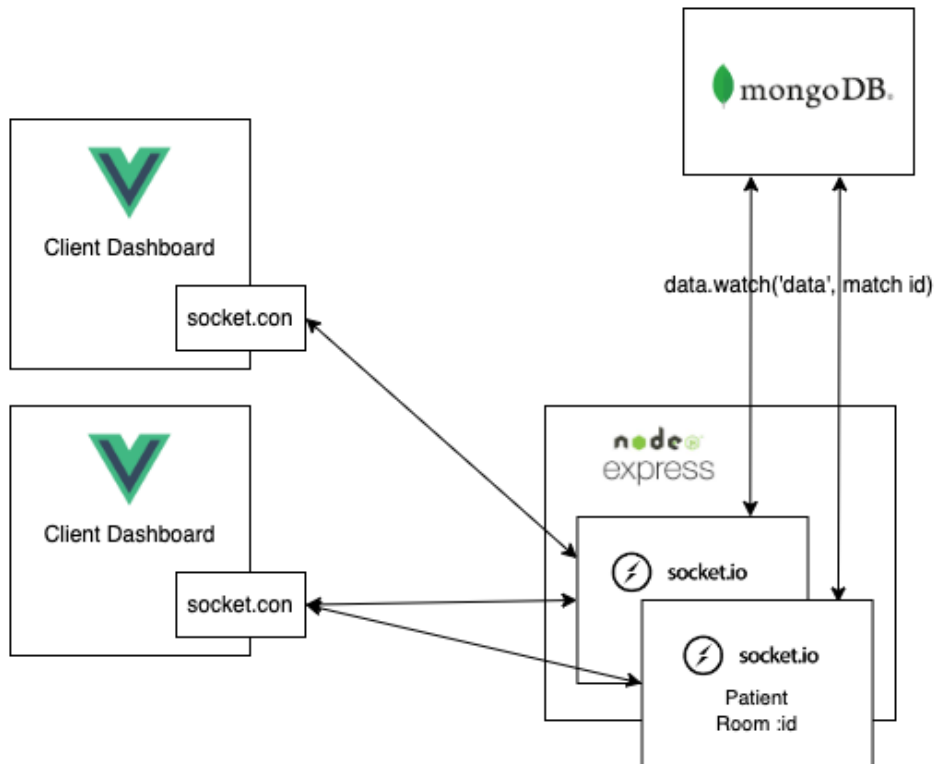 mongoDB.
Client Dashboard
socket.con
data.watch('data', match id)
Client Dashboard
socket.con
node
express
socket.io
socket.io
Patient
Room :id